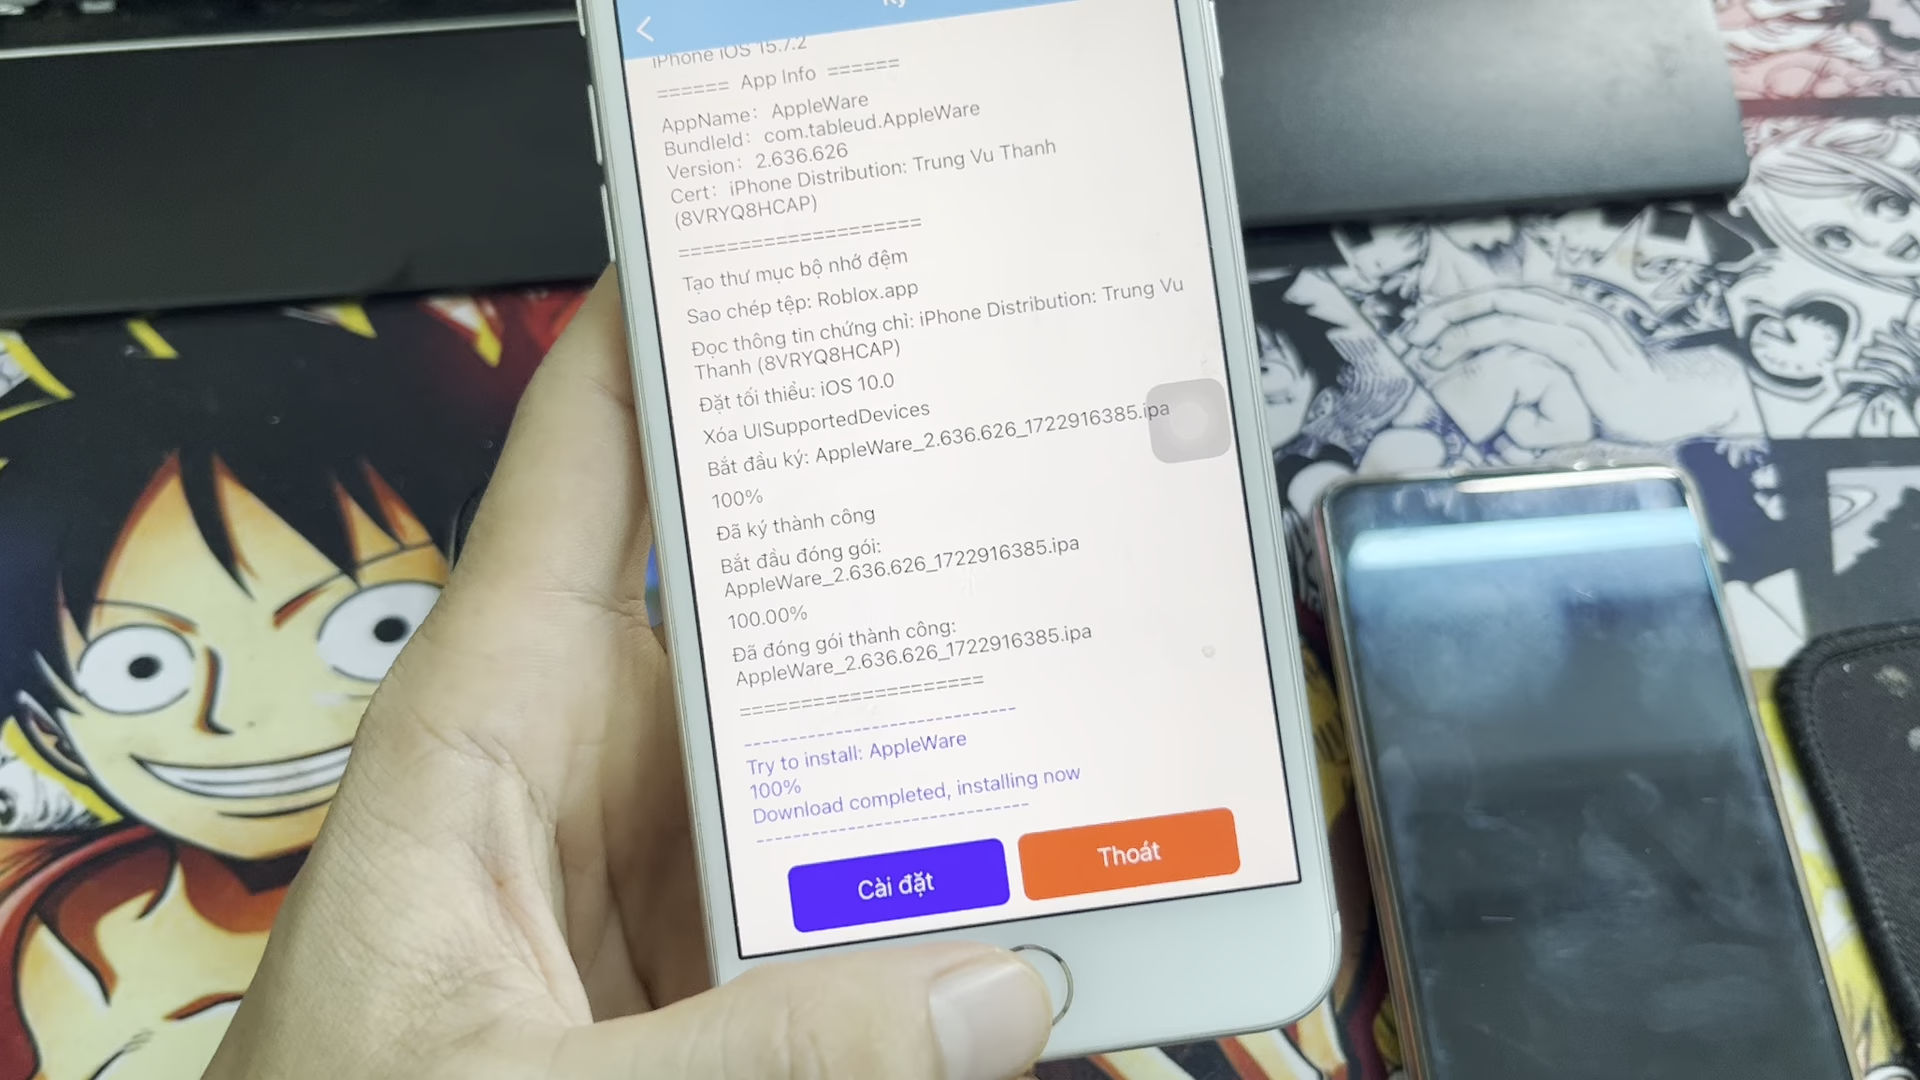 iPhone iOS 15.7.2
====== App Info ======
AppName: AppleWare
BundleId: com.tableud.AppleWare
Version: 2.636.626
Cert: iPhone Distribution: Trung Vu Thanh
(8VRYQ8HCAP)
====================
Tạo thư mục bộ nhớ đệm
Sao chép tệp: Roblox.app
Đọc thông tin chứng chỉ: iPhone Distribution: Trung Vu
Thanh (8VRYQ8HCAP)
Đặt tối thiểu: iOS 10.0
Xóa UISupportedDevices
Bắt đầu ký: AppleWare_2.636.626_1722916385.ipa
100%
Đã ký thành công
Bắt đầu đóng gói:
AppleWare_2.636.626_1722916385.ipa
100.00%
Đã đóng gói thành công:
AppleWare_2.636.626_1722916385.ipa
====================
-----------------------------
Try to install: AppleWare
100%
Download completed, installing now
-----------------------------
Cài đặt
Thoát